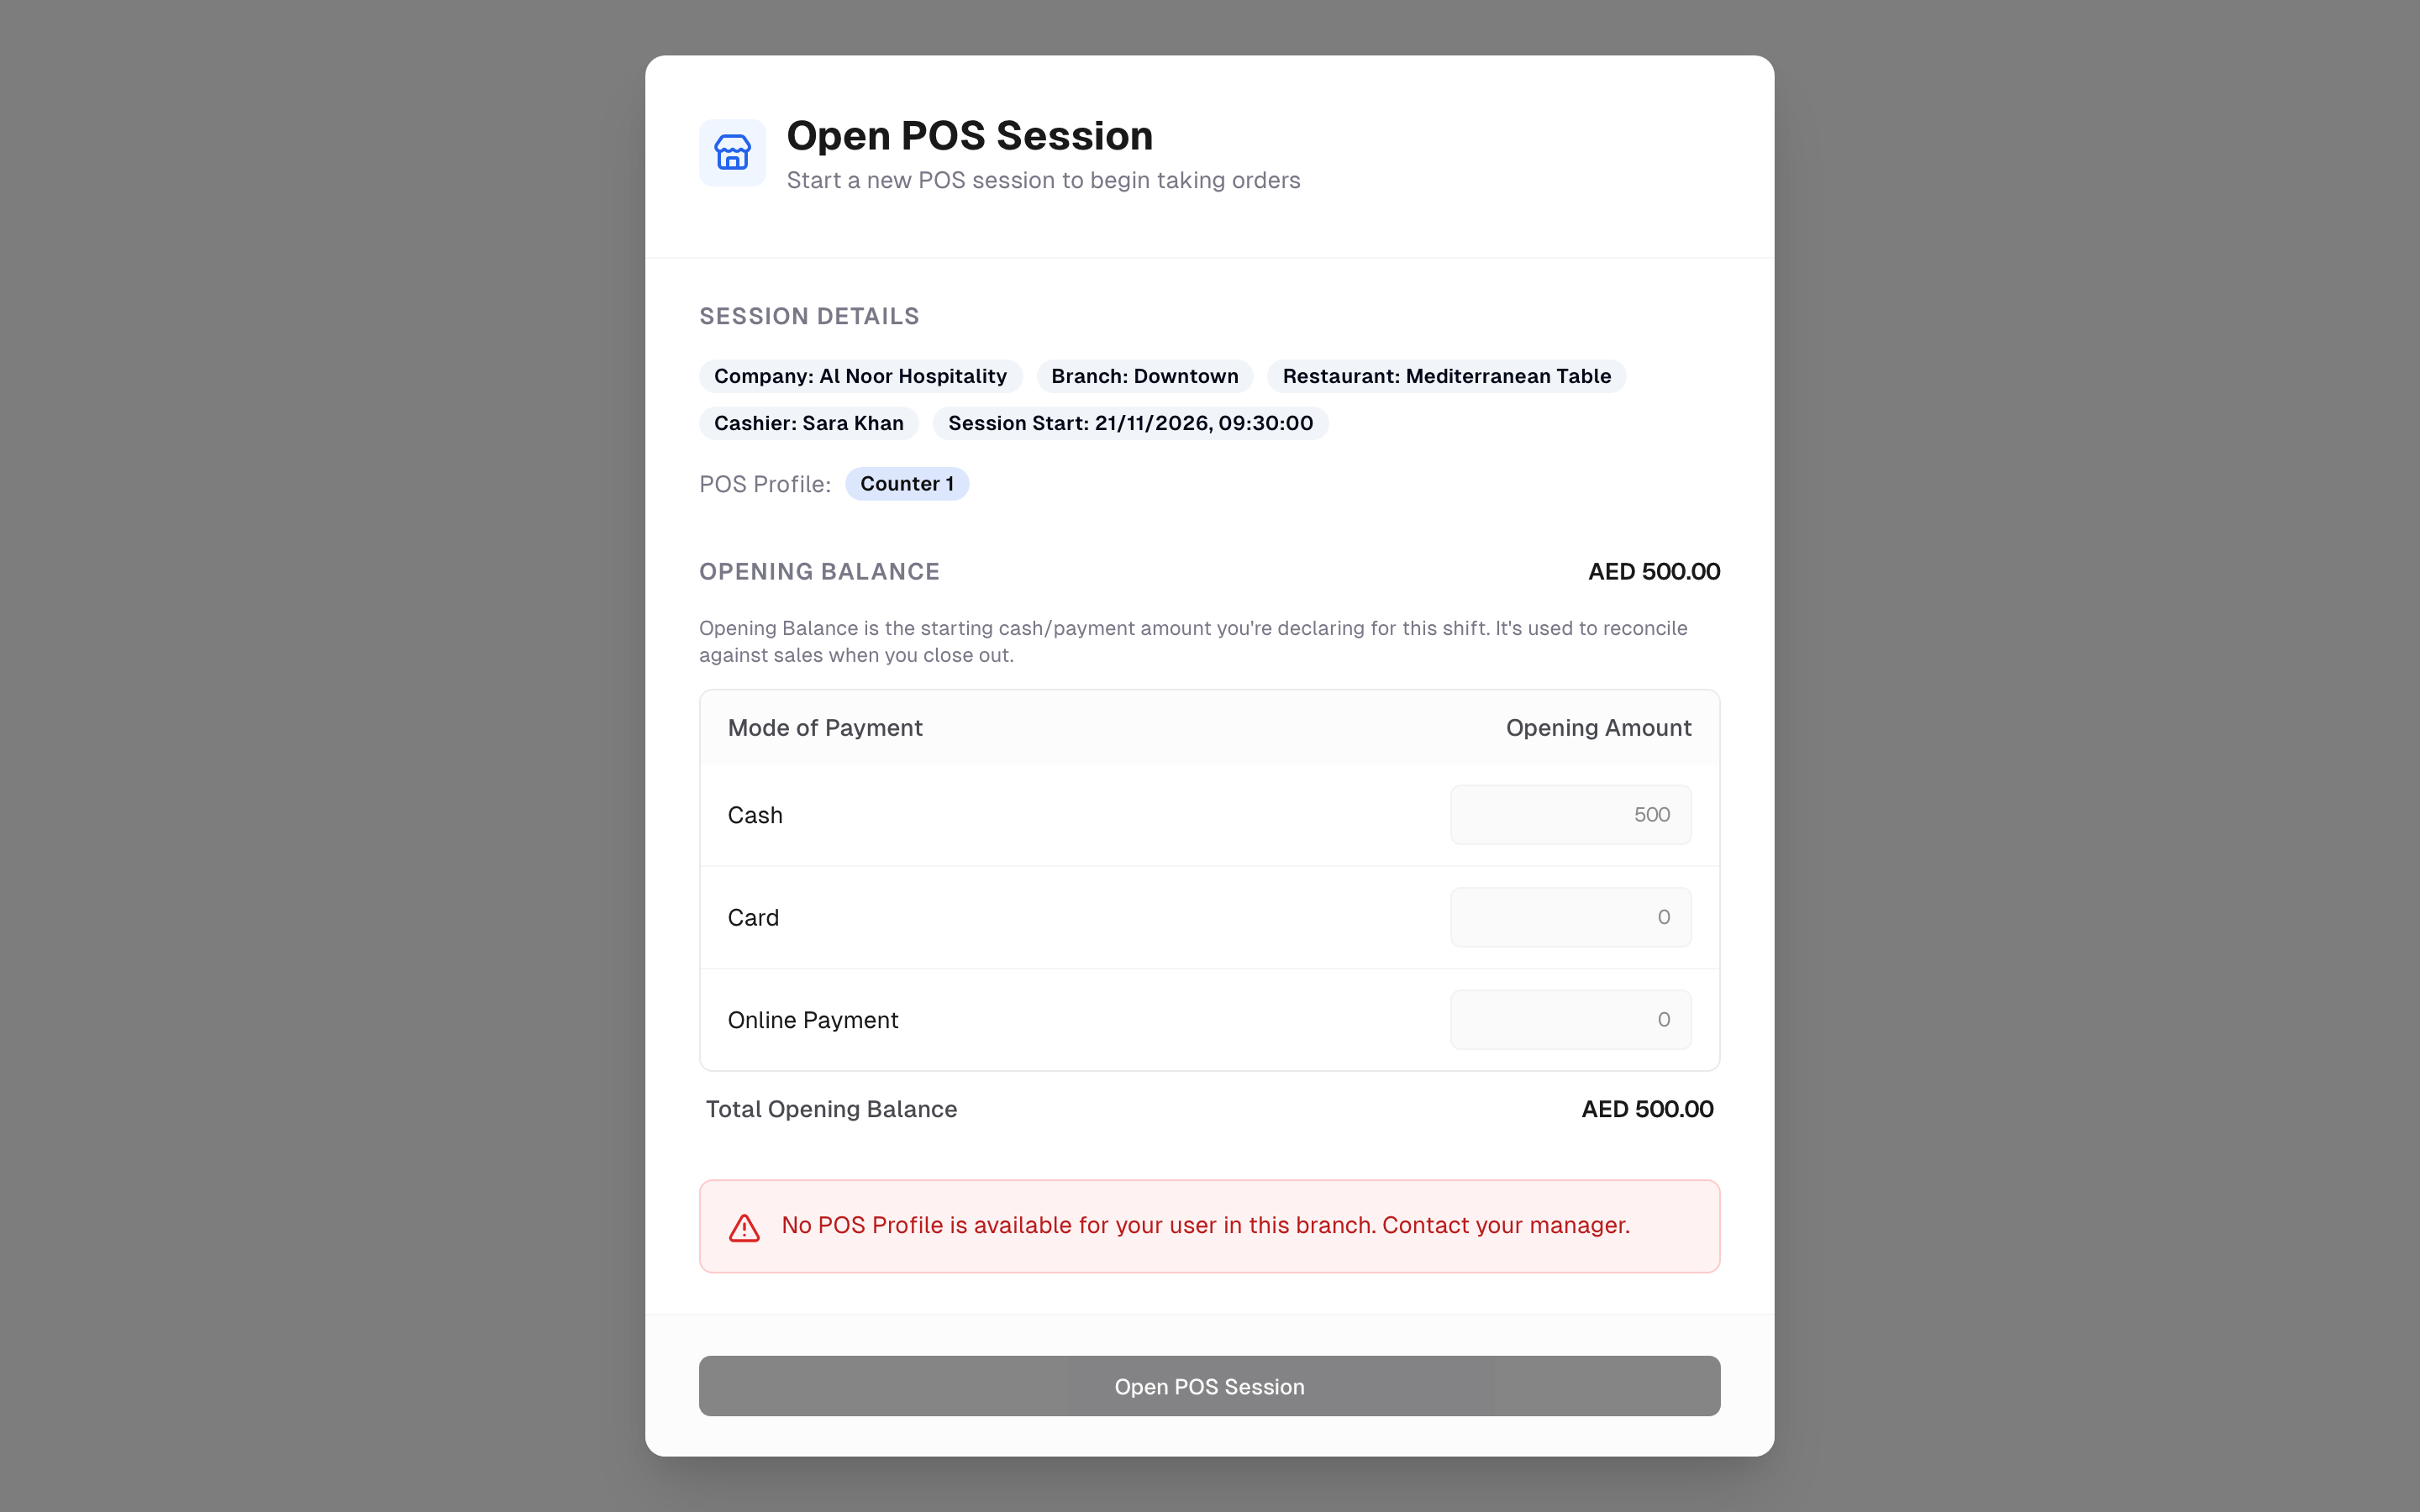 Open POS Session
Start a new POS session to begin taking orders
SESSION DETAILS
Company: Al Noor Hospitality Branch: Downtown Restaurant: Mediterranean Table
Cashier: Sara Khan Session Start: 21/11/2026, 09:30:00
POS Profile: Counter 1
OPENING BALANCE AED 500.00
Opening Balance is the starting cash/payment amount you're declaring for this shift. It's used to reconcile
against sales when you close out.
Mode of Payment Opening Amount
Cash 500
Card 0
Online Payment 0
Total Opening Balance AED 500.00
No POS Profile is available for your user in this branch. Contact your manager.
Open POS Session